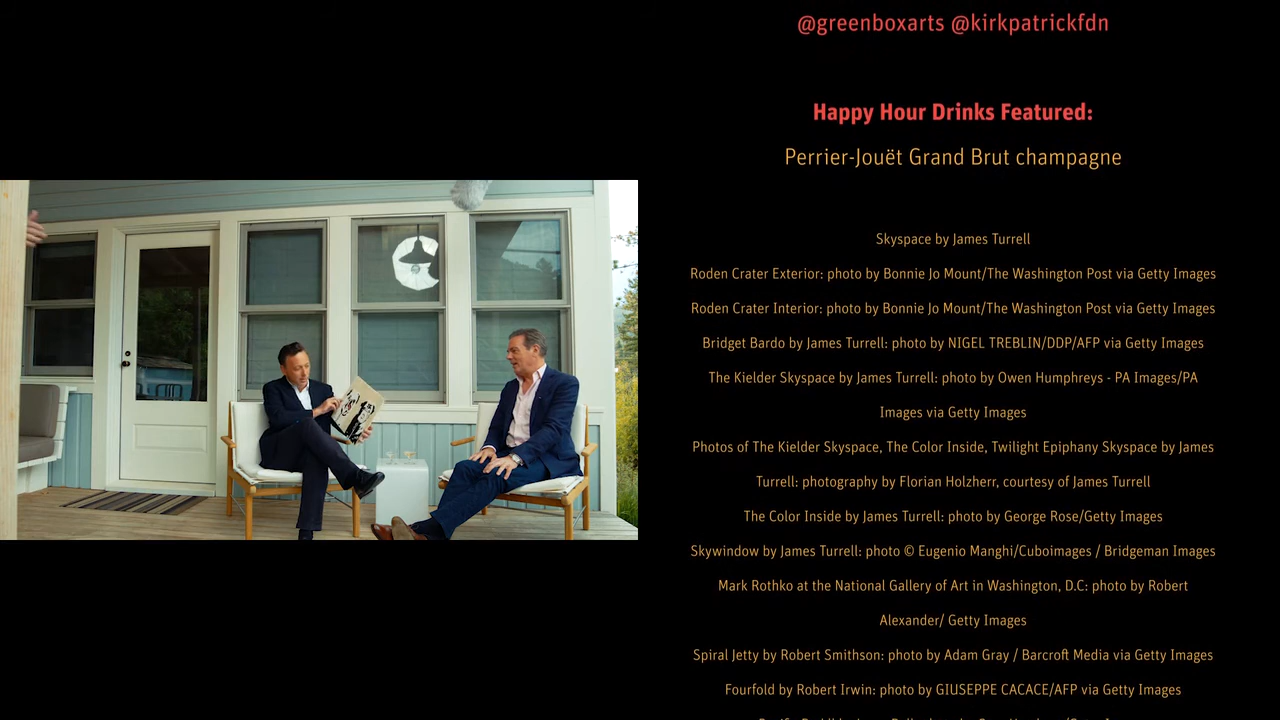 @greenboxarts @kirkpatrickfdn
Happy Hour Drinks Featured:
Perrier-Jouët Grand Brut champagne
Skyspace by James Turrell
Roden Crater Exterior: photo by Bonnie Jo Mount/The Washington Post via Getty Images
Roden Crater Interior: photo by Bonnie Jo Mount/The Washington Post via Getty Images
Bridget Bardo by James Turrell: photo by NIGEL TREBLIN/DDP/AFP via Getty Images
The Kielder Skyspace by James Turrell: photo by Owen Humphreys - PA Images/PA
Images via Getty Images
Photos of The Kielder Skyspace, The Color Inside, Twilight Epiphany Skyspace by James
Turrell: photography by Florian Holzherr, courtesy of James Turrell
The Color Inside by James Turrell: photo by George Rose/Getty Images
Skywindow by James Turrell: photo © Eugenio Manghi/Cuboimages / Bridgeman Images
Mark Rothko at the National Gallery of Art in Washington, D.C: photo by Robert
Alexander/ Getty Images
Spiral Jetty by Robert Smithson: photo by Adam Gray / Barcroft Media via Getty Images
Fourfold by Robert Irwin: photo by GIUSEPPE CACACE/AFP via Getty Images